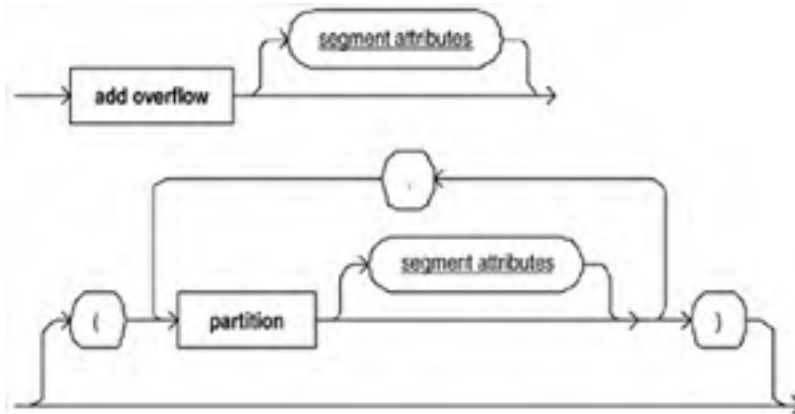 segment attributes
add overflow
,
segment attributes
( partition )